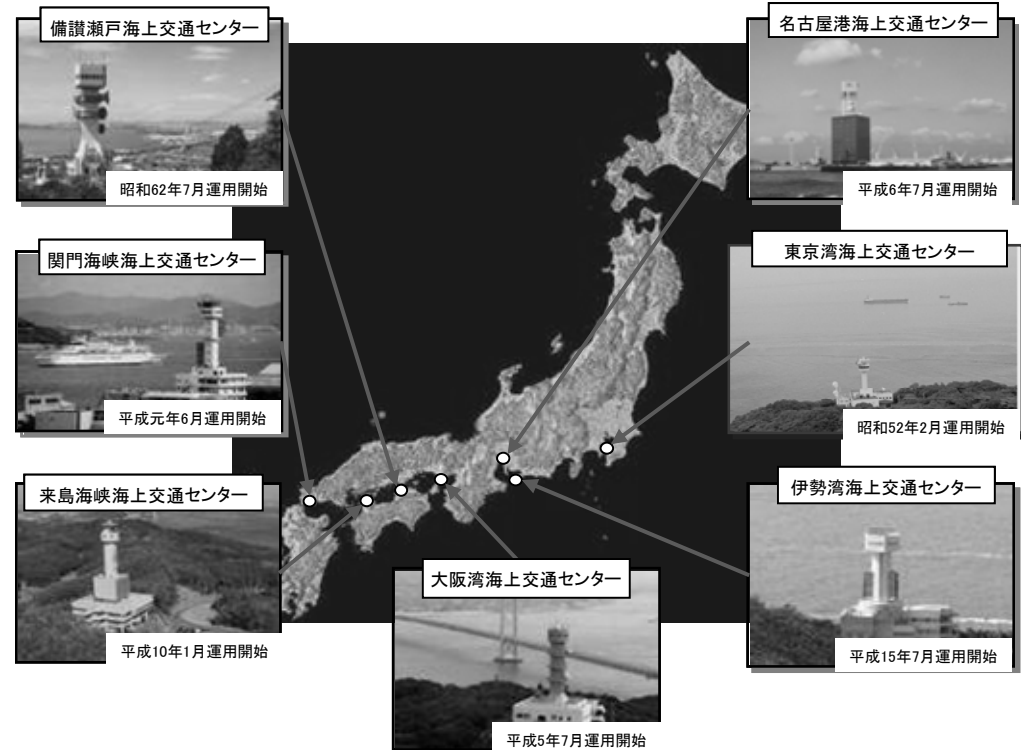 備讃瀬戸海上交通センター
昭和62年7月運用開始
名古屋港海上交通センター
平成6年7月運用開始
関門海峡海上交通センター
平成元年6月運用開始
東京湾海上交通センター
昭和52年2月運用開始
来島海峡海上交通センター
平成10年1月運用開始
大阪湾海上交通センター
平成5年7月運用開始
伊勢湾海上交通センター
平成15年7月運用開始